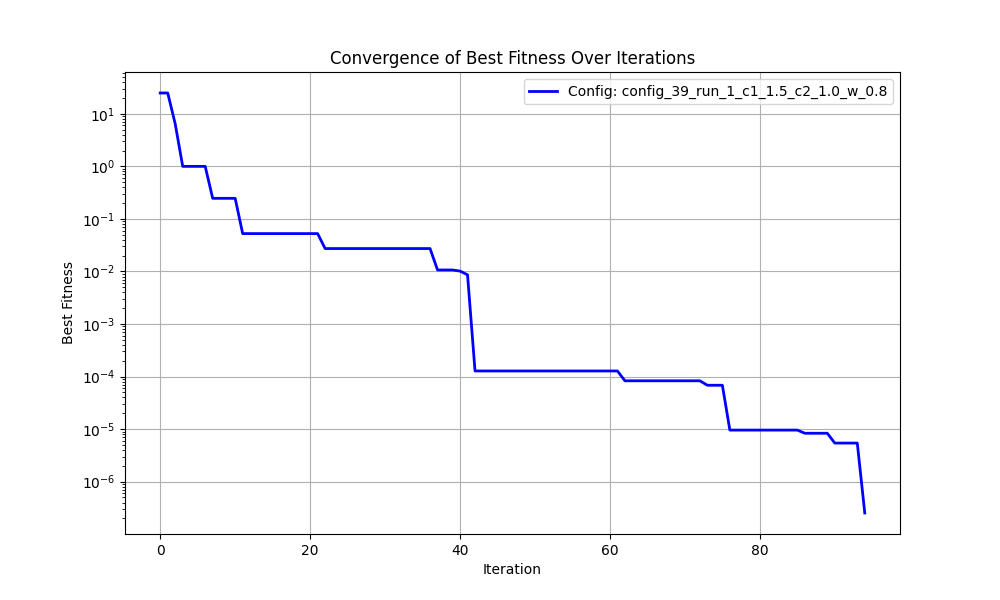 Convergence of Best Fitness Over Iterations
Config: config_39_run_1_c1_1.5_c2_1.0_w_0.8
Best Fitness
10¹
10⁰
10⁻¹
10⁻²
10⁻³
10⁻⁴
10⁻⁵
10⁻⁶
0 20 40 60 80
Iteration